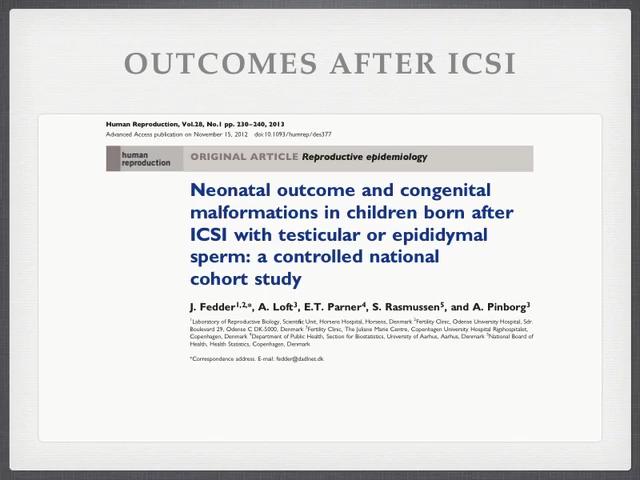 OUTCOMES AFTER ICSI
Human Reproduction, Vol.28, No.1 pp. 230–240, 2013
Advanced Access publication on November 15, 2012 doi:10.1093/humrep/des377
human
reproduction
ORIGINAL ARTICLE Reproductive epidemiology
Neonatal outcome and congenital
malformations in children born after
ICSI with testicular or epididymal
sperm: a controlled national
cohort study
J. Fedder1,2,*, A. Loft3, E.T. Parner4, S. Rasmussen5, and A. Pinborg3
1Laboratory of Reproductive Biology, Scientific Unit, Horsens Hospital, Horsens, Denmark 2Fertility Clinic, Odense University Hospital, Sdr.
Boulevard 29, Odense C DK-5000, Denmark 3Fertility Clinic, The Juliane Marie Centre, Copenhagen University Hospital Rigshospitalet,
Copenhagen, Denmark 4Department of Public Health, Section for Biostatistics, University of Aarhus, Aarhus, Denmark 5National Board of
Health, Health Statistics, Copenhagen, Denmark
*Correspondence address. E-mail: fedder@dadlnet.dk